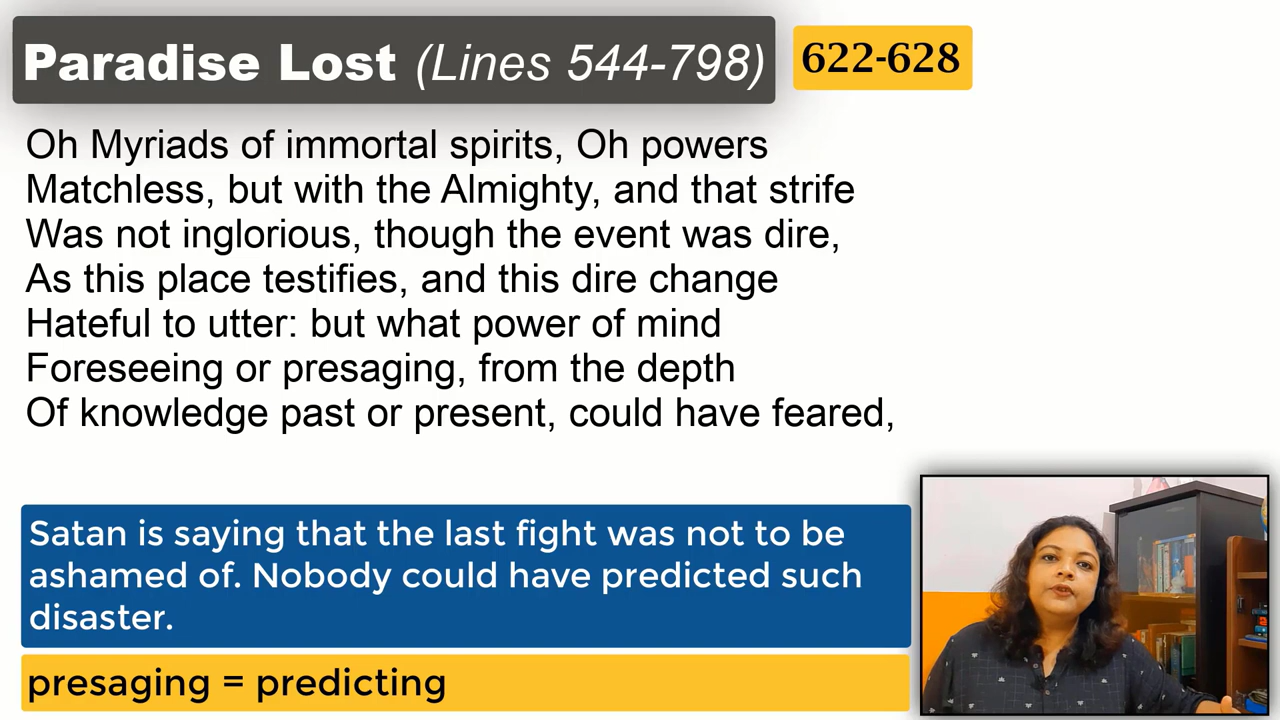 Paradise Lost (Lines 544-798)
622-628
Oh Myriads of immortal spirits, Oh powers
Matchless, but with the Almighty, and that strife
Was not inglorious, though the event was dire,
As this place testifies, and this dire change
Hateful to utter: but what power of mind
Foreseeing or presaging, from the depth
Of knowledge past or present, could have feared,
Satan is saying that the last fight was not to be
ashamed of. Nobody could have predicted such
disaster.
presaging = predicting